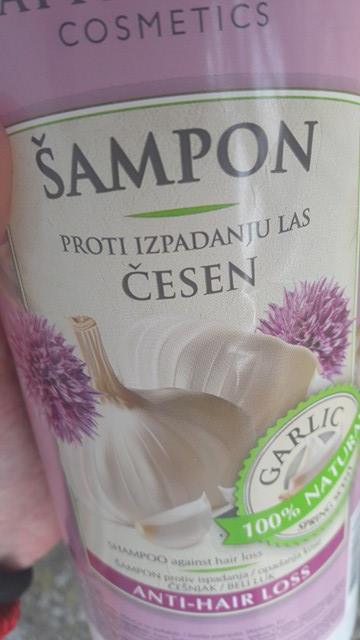 COSMETICS
ŠAMPON
PROTI IZPADANJU LAS
ČESEN
GARLIC
100% NATURA
SPRING
SHAMPOO against hair loss
ŠAMPON protiv ispadanja / opadanja kose
ČEŠNJAK / BELI LUK
ANTI-HAIR LOSS